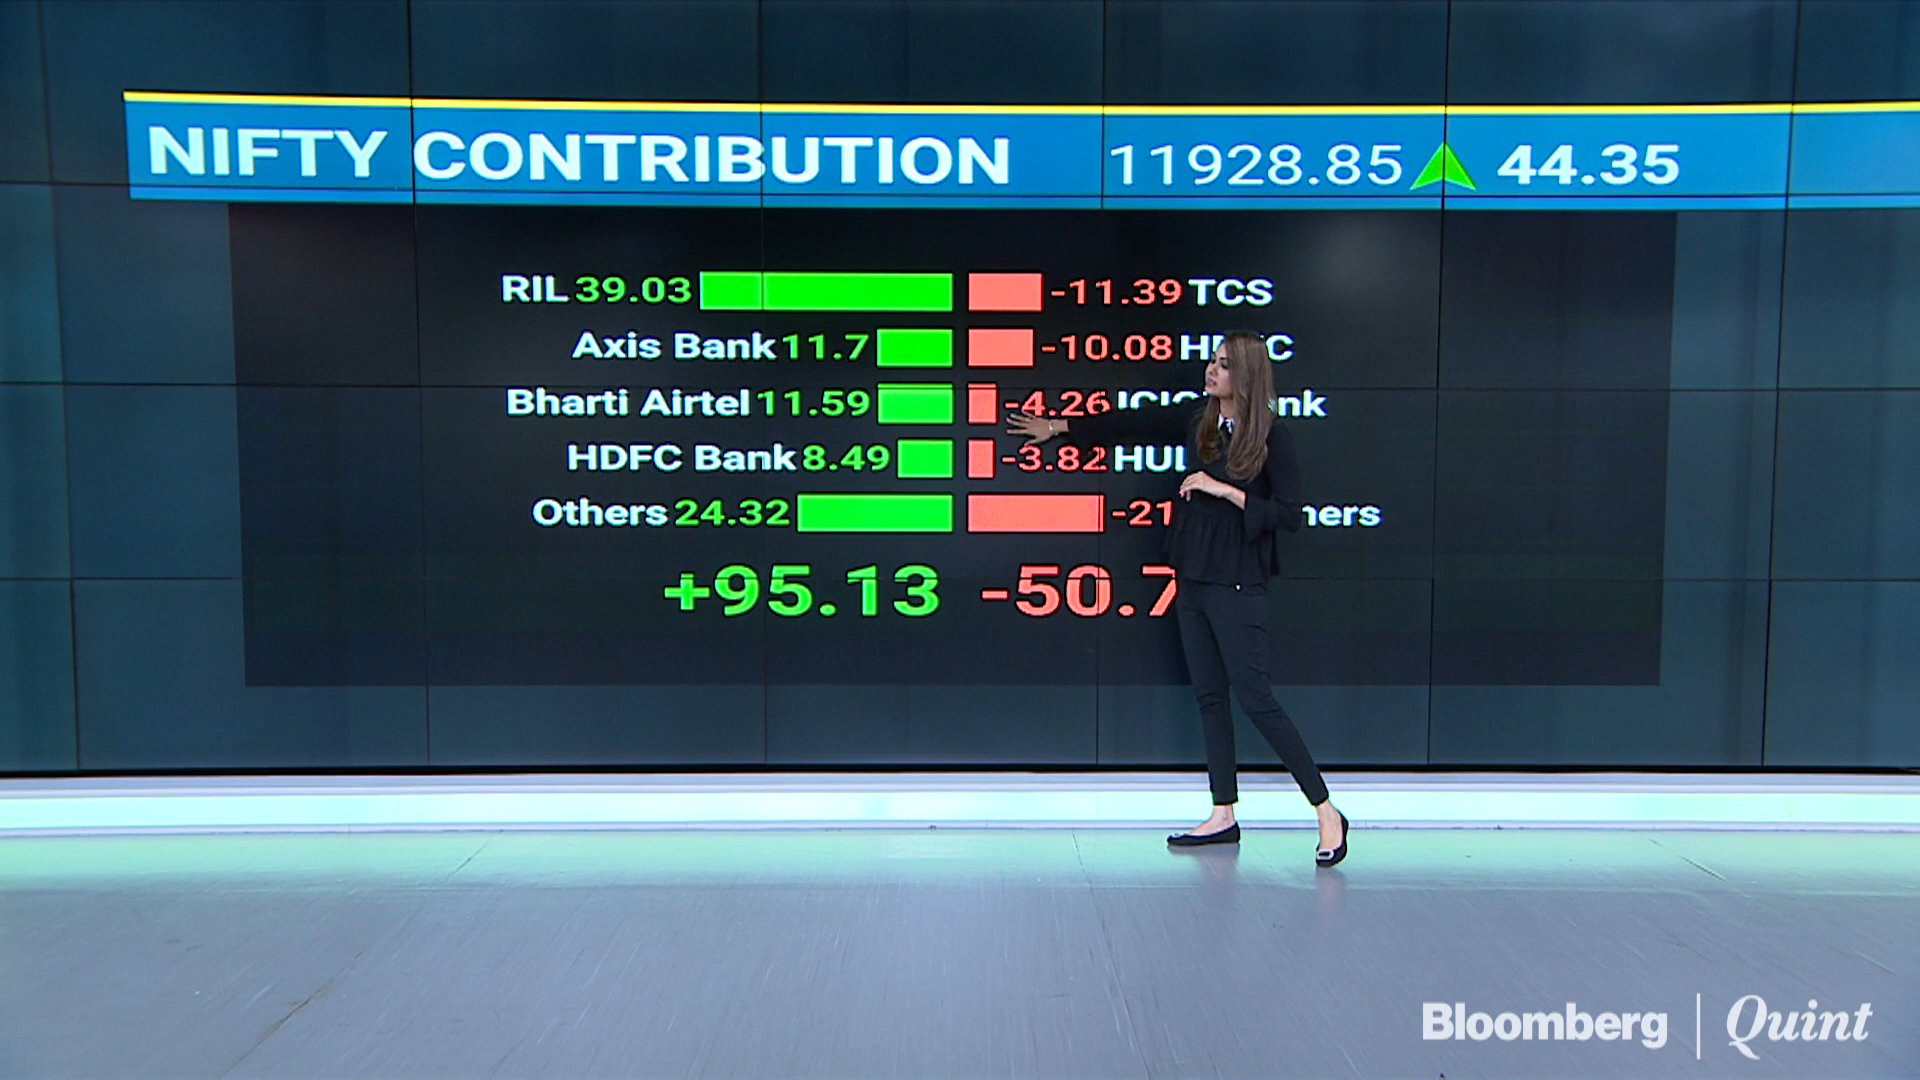 NIFTY CONTRIBUTION 11928.85 44.35
RIL 39.03 -11.39 TCS
Axis Bank 11.7 -10.08
Bharti Airtel 11.59 -4.26
HDFC Bank 8.49 -3.82
Others 24.32
+95.13
Bloomberg | Quint